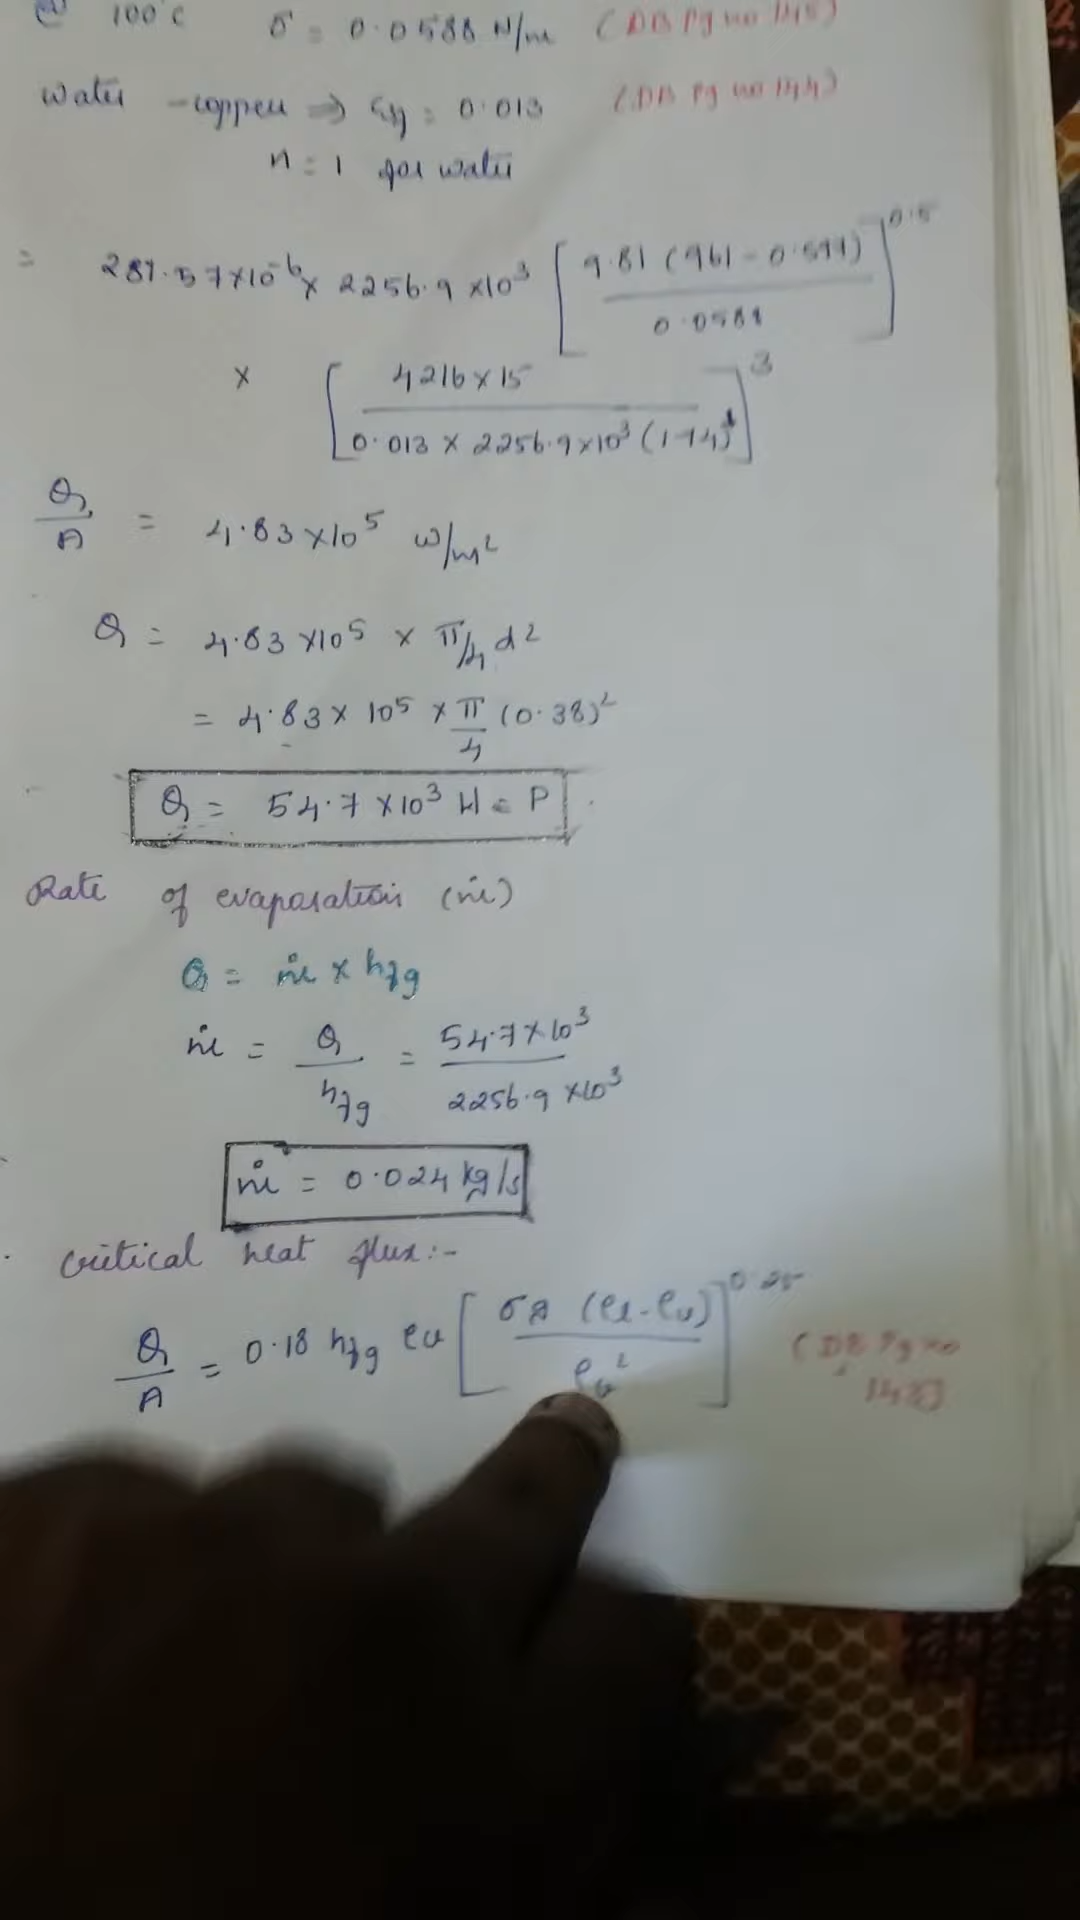 @ 100°C σ = 0.0588 N/m (DB Pg no 145)
Water - copper ⇒ Csf = 0.013 (DB Pg no 144)
n = 1 for water
= 281.57×10⁻⁶ × 2256.9 ×10³ [ 9.81 (961 - 0.597) / 0.0588 ]^0.5
× [ 4216 × 15 / 0.013 × 2256.9×10³ (1.74)¹ ]³
Q/A = 4.83 ×10⁵ W/m²
Q = 4.83 ×10⁵ × π/4 d²
= 4.83 × 10⁵ × π/4 (0.38)²
Q = 54.7 ×10³ W = P
Rate of evaporation (ṁ)
Q = ṁ × hfg
ṁ = Q/hfg = 54.7×10³ / 2256.9 ×10³
ṁ = 0.024 kg/s
Critical heat flux:-
Q/A = 0.18 hfg ρv [ σg (ρl - ρv) / ρv² ]^0.25 (DB Pg no